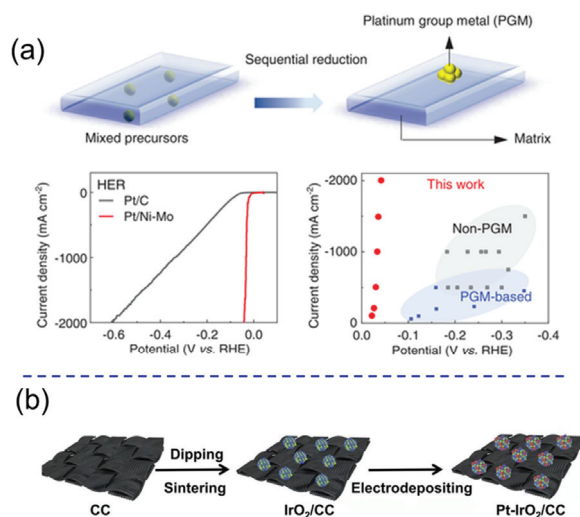 (a)
Platinum group metal (PGM)
Sequential reduction
Mixed precursors
Matrix
HER
Pt/C
Pt/Ni-Mo
Current density (mA cm⁻²)
0
-1000
-2000
-0.6 -0.4 -0.2 0.0
Potential (V vs. RHE)
This work
Non-PGM
PGM-based
Current density (mA cm⁻²)
-2000
-1500
-1000
-500
0
0.0 -0.1 -0.2 -0.3 -0.4
Potential (V vs. RHE)
(b)
Dipping
Sintering
Electrodepositing
CC
IrO₂/CC
Pt-IrO₂/CC